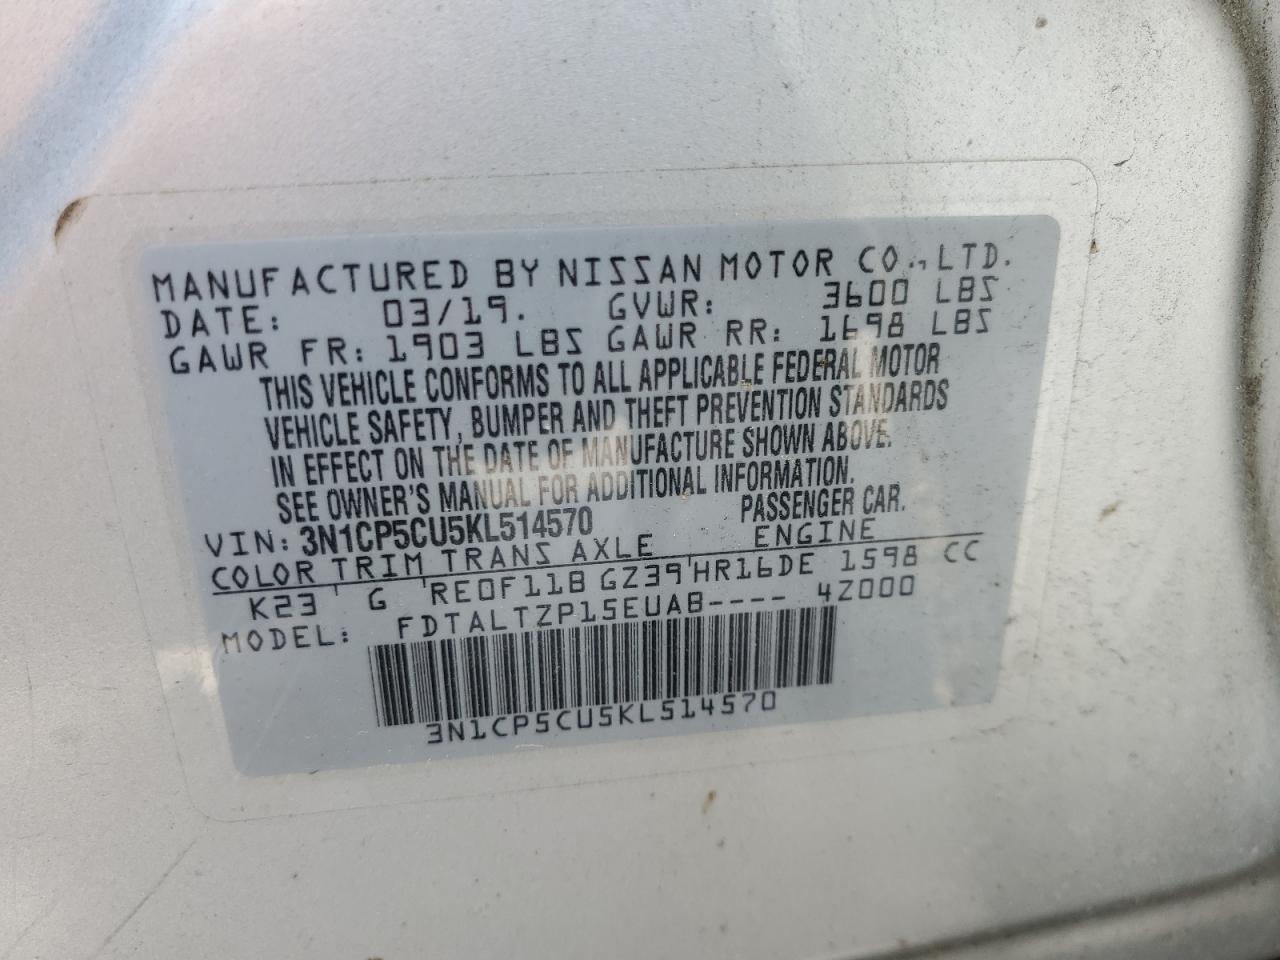 MANUFACTURED BY NISSAN MOTOR CO., LTD.
DATE: 03/19. GVWR: 3600 LBS
GAWR FR: 1903 LBS GAWR RR: 1698 LBS
THIS VEHICLE CONFORMS TO ALL APPLICABLE FEDERAL MOTOR
VEHICLE SAFETY, BUMPER AND THEFT PREVENTION STANDARDS
IN EFFECT ON THE DATE OF MANUFACTURE SHOWN ABOVE.
SEE OWNER'S MANUAL FOR ADDITIONAL INFORMATION.
VIN: 3N1CP5CU5KL514570 PASSENGER CAR.
COLOR TRIM TRANS AXLE ENGINE
K23 G RE0F11B GZ39 HR16DE 1598 CC
MODEL: FDTALTZP15EUAB---- 4Z000
3N1CP5CU5KL514570